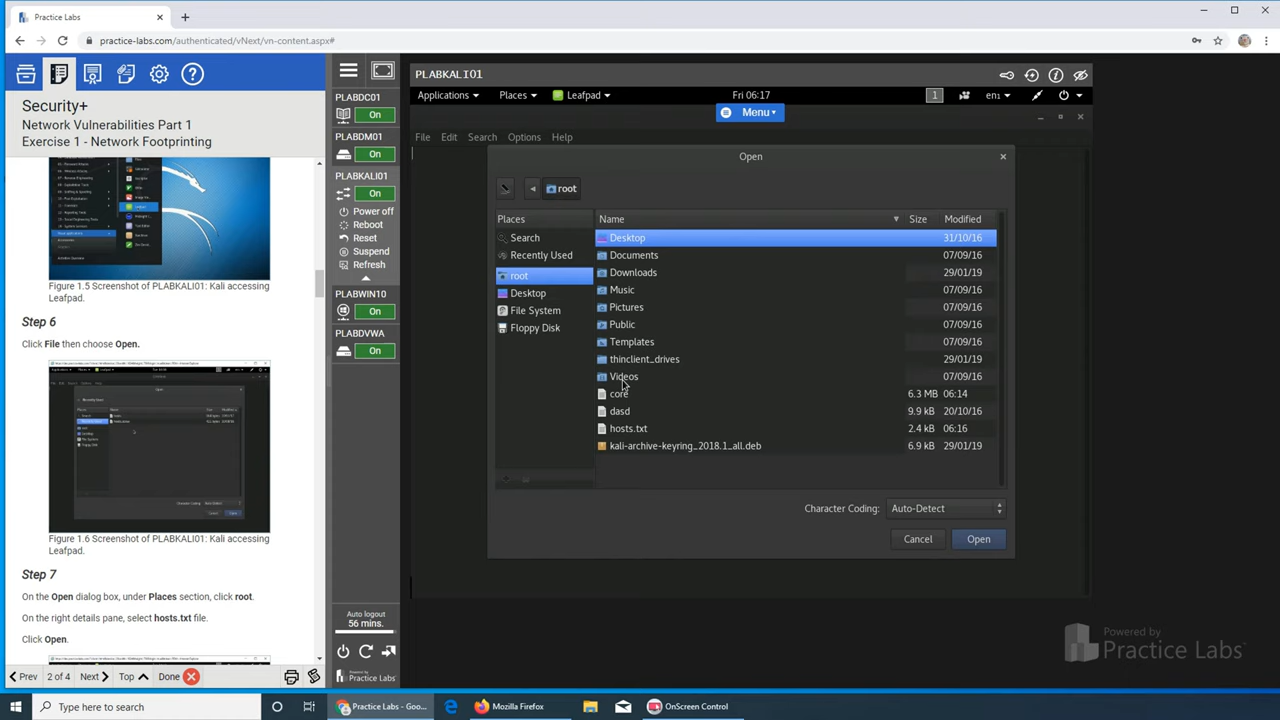 Practice Labs
practice-labs.com/authenticated/vNext/vn-content.aspx#
Security+
Network Vulnerabilities Part 1
Exercise 1 - Network Footprinting
Figure 1.5 Screenshot of PLABKALI01: Kali accessing
Leafpad.
Step 6
Click File then choose Open.
Figure 1.6 Screenshot of PLABKALI01: Kali accessing
Leafpad.
Step 7
On the Open dialog box, under Places section, click root.
On the right details pane, select hosts.txt file.
Click Open.
Prev 2 of 4 Next Top Done
PLABDC01
On
PLABDM01
On
PLABKALI01
On
Power off
Reboot
Reset
Suspend
Refresh
PLABWIN10
On
PLABDVWA
On
Auto logout
56 mins.
Powered by
Practice Labs
PLABKALI01
Applications Places Leafpad Fri 06:17 1 en1
Menu
File Edit Search Options Help
Open
root
Places Name Size Modified
Search Desktop 31/10/16
Recently Used Documents 07/09/16
root Downloads 29/01/19
Desktop Music 07/09/16
File System Pictures 07/09/16
Floppy Disk Public 07/09/16
Templates 07/09/16
thinclient_drives 29/01/19
Videos 07/09/16
core 6.3 MB 06:14
dasd 9.9 kB 20/10/16
hosts.txt 2.4 kB 06:16
kali-archive-keyring_2018.1_all.deb 6.9 kB 29/01/19
Character Coding: Auto-Detect
Cancel Open
Powered by
Practice Labs
Type here to search
Practice Labs - Goo...
Mozilla Firefox
OnScreen Control